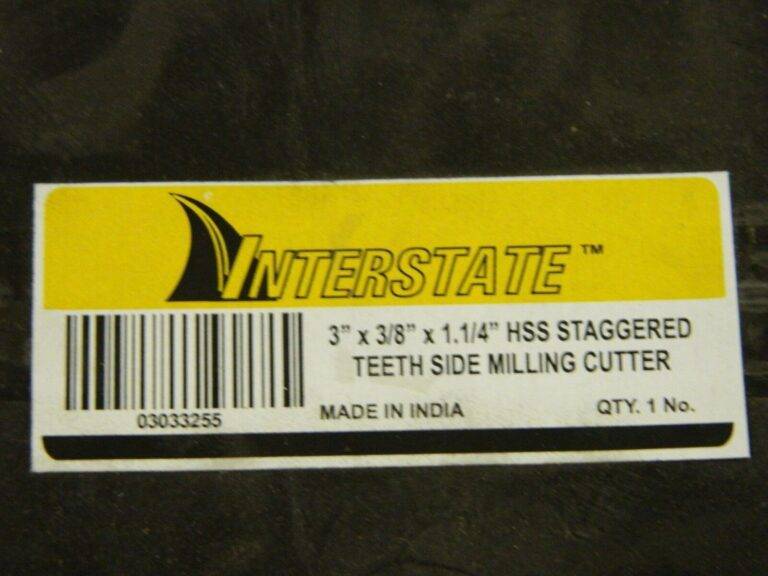 INTERSTATE™
3" x 3/8" x 1.1/4" HSS STAGGERED
TEETH SIDE MILLING CUTTER
03033255
MADE IN INDIA
QTY. 1 No.